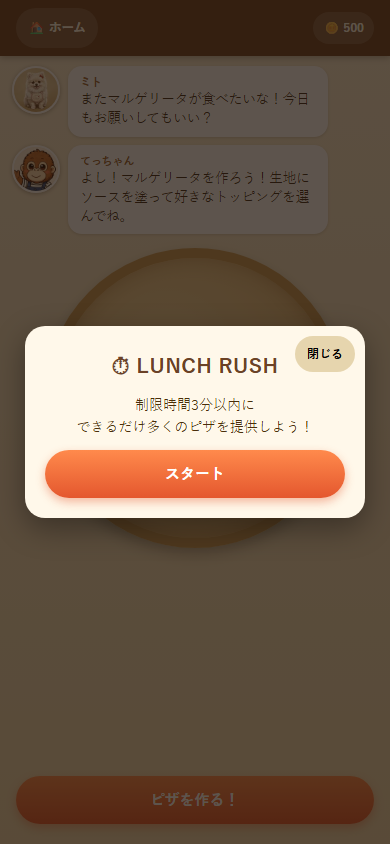 ホーム
500
ミト
またマルゲリータが食べたいな！今日
もお願いしてもいい？
てっちゃん
よし！マルゲリータを作ろう！生地に
ソースを塗って好きなトッピングを選
んでね。
閉じる
LUNCH RUSH
制限時間3分以内に
できるだけ多くのピザを提供しよう！
スタート
ピザを作る！